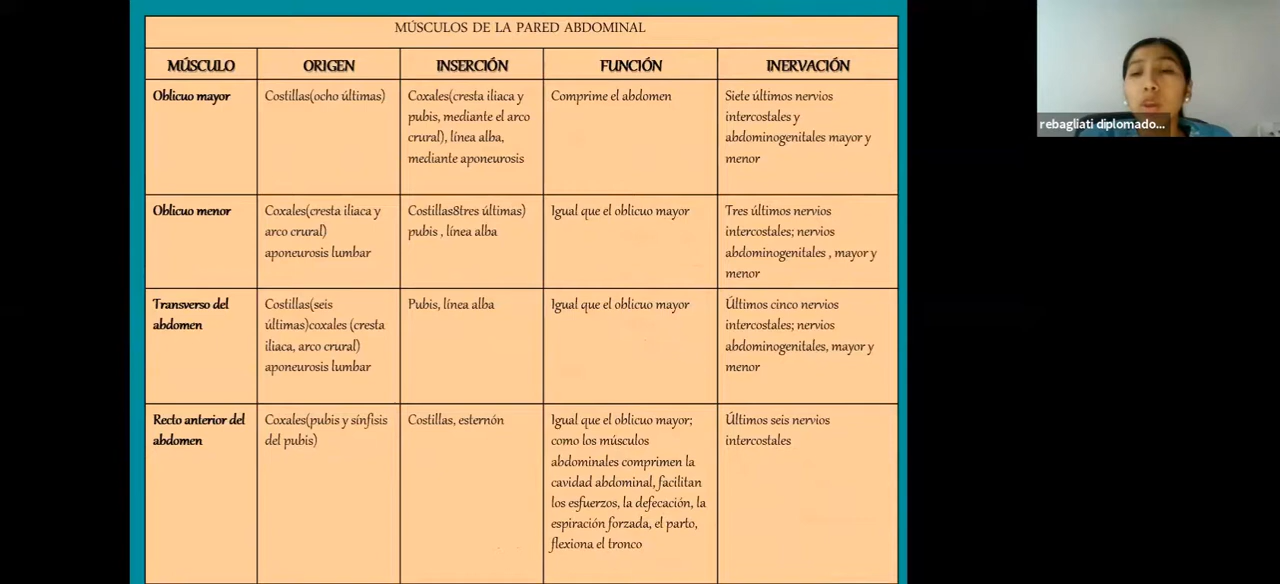 MÚSCULOS DE LA PARED ABDOMINAL
MÚSCULO
ORIGEN
INSERCIÓN
FUNCIÓN
INERVACIÓN
Oblicuo mayor
Costillas(ocho últimas)
Coxales(cresta iliaca y
pubis, mediante el arco
crural), línea alba,
mediante aponeurosis
Comprime el abdomen
Siete últimos nervios
intercostales y
abdominogenitales mayor y
menor
Oblicuo menor
Coxales(cresta iliaca y
arco crural)
aponeurosis lumbar
Costillas8tres últimas)
pubis , línea alba
Igual que el oblicuo mayor
Tres últimos nervios
intercostales; nervios
abdominogenitales , mayor y
menor
Transverso del
abdomen
Costillas(seis
últimas)coxales (cresta
iliaca, arco crural)
aponeurosis lumbar
Pubis, línea alba
Igual que el oblicuo mayor
Últimos cinco nervios
intercostales; nervios
abdominogenitales, mayor y
menor
Recto anterior del
abdomen
Coxales(pubis y sínfisis
del pubis)
Costillas, esternón
Igual que el oblicuo mayor;
como los músculos
abdominales comprimen la
cavidad abdominal, facilitan
los esfuerzos, la defecación, la
espiración forzada, el parto,
flexiona el tronco
Últimos seis nervios
intercostales
rebagliati diplomado...